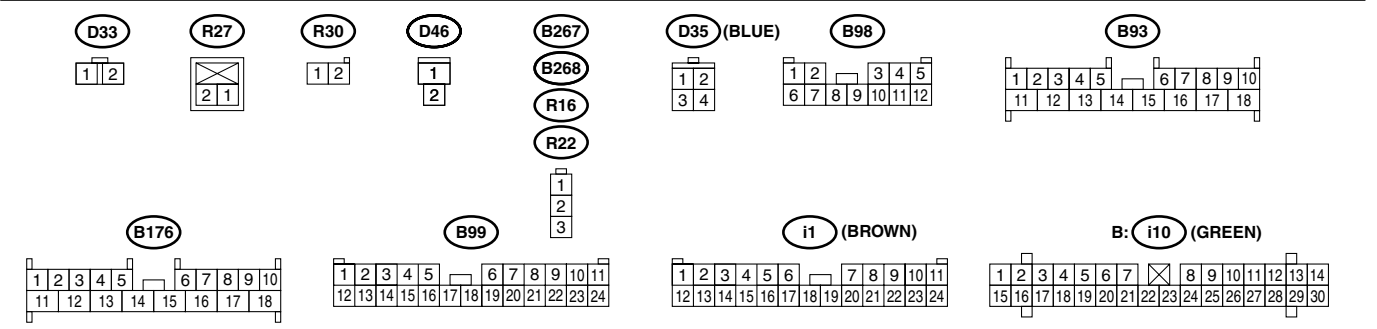 D33 R27 R30 D46 B267 D35 (BLUE) B98 B93
B268
R16
R22
1 2
2 1
1 2
1
2
1 2
3 4
1 2 3 4 5
6 7 8 9 10 11 12
1 2 3 4 5 6 7 8 9 10
11 12 13 14 15 16 17 18
1
2
3
B176 B99 i1 (BROWN) B: i10 (GREEN)
1 2 3 4 5 6 7 8 9 10
11 12 13 14 15 16 17 18
1 2 3 4 5 6 7 8 9 10 11
12 13 14 15 16 17 18 19 20 21 22 23 24
1 2 3 4 5 6 7 8 9 10 11
12 13 14 15 16 17 18 19 20 21 22 23 24
1 2 3 4 5 6 7 8 9 10 11 12 13 14
15 16 17 18 19 20 21 22 23 24 25 26 27 28 29 30